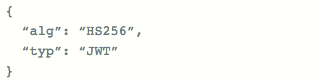 {
“alg”: “HS256”,
“typ”: “JWT”
}